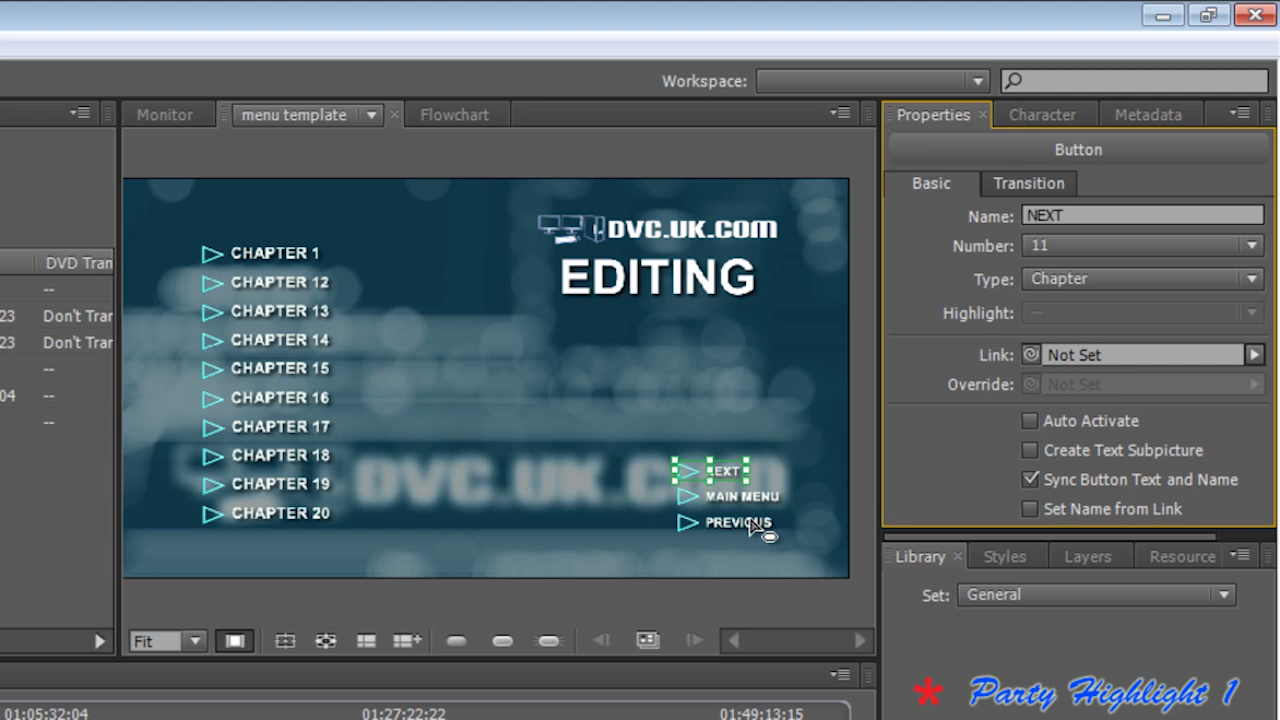 Workspace:
Monitor
menu template
Flowchart
Properties
Character
Metadata
Button
Basic
Transition
Name: NEXT
Number: 11
Type: Chapter
Highlight: --
Link: Not Set
Override: Not Set
Auto Activate
Create Text Subpicture
Sync Button Text and Name
Set Name from Link
DVD Tran
--
23 Don't Trar
23 Don't Trar
--
04 --
--
DVC.UK.COM
EDITING
CHAPTER 1
CHAPTER 12
CHAPTER 13
CHAPTER 14
CHAPTER 15
CHAPTER 16
CHAPTER 17
CHAPTER 18
CHAPTER 19
CHAPTER 20
DVC.UK.COM
NEXT
MAIN MENU
PREVIOUS
Fit
Library
Styles
Layers
Resource
Set: General
* Party Highlight 1
01:05:32:04
01:27:22:22
01:49:13:15